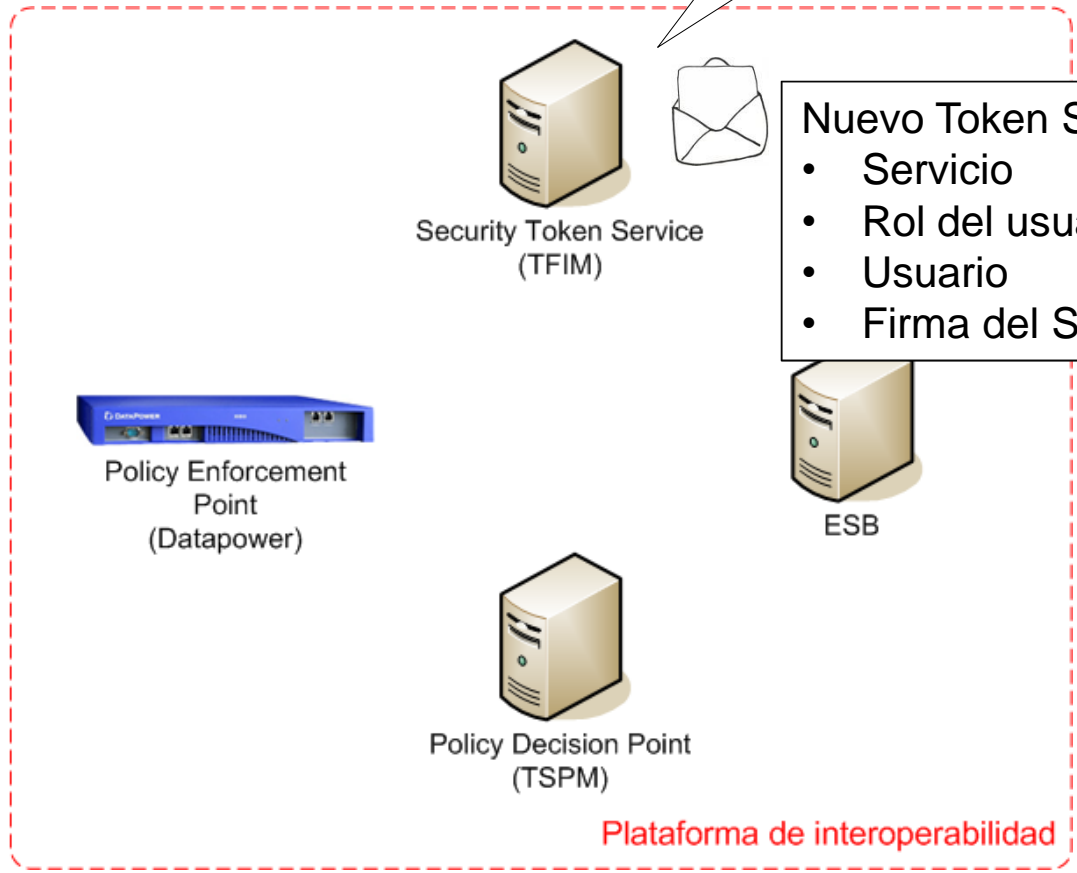 Security Token Service
(TFIM)
Nuevo Token S
• Servicio
• Rol del usu
• Usuario
• Firma del S
DATAPOWER
Policy Enforcement
Point
(Datapower)
ESB
Policy Decision Point
(TSPM)
Plataforma de interoperabilidad